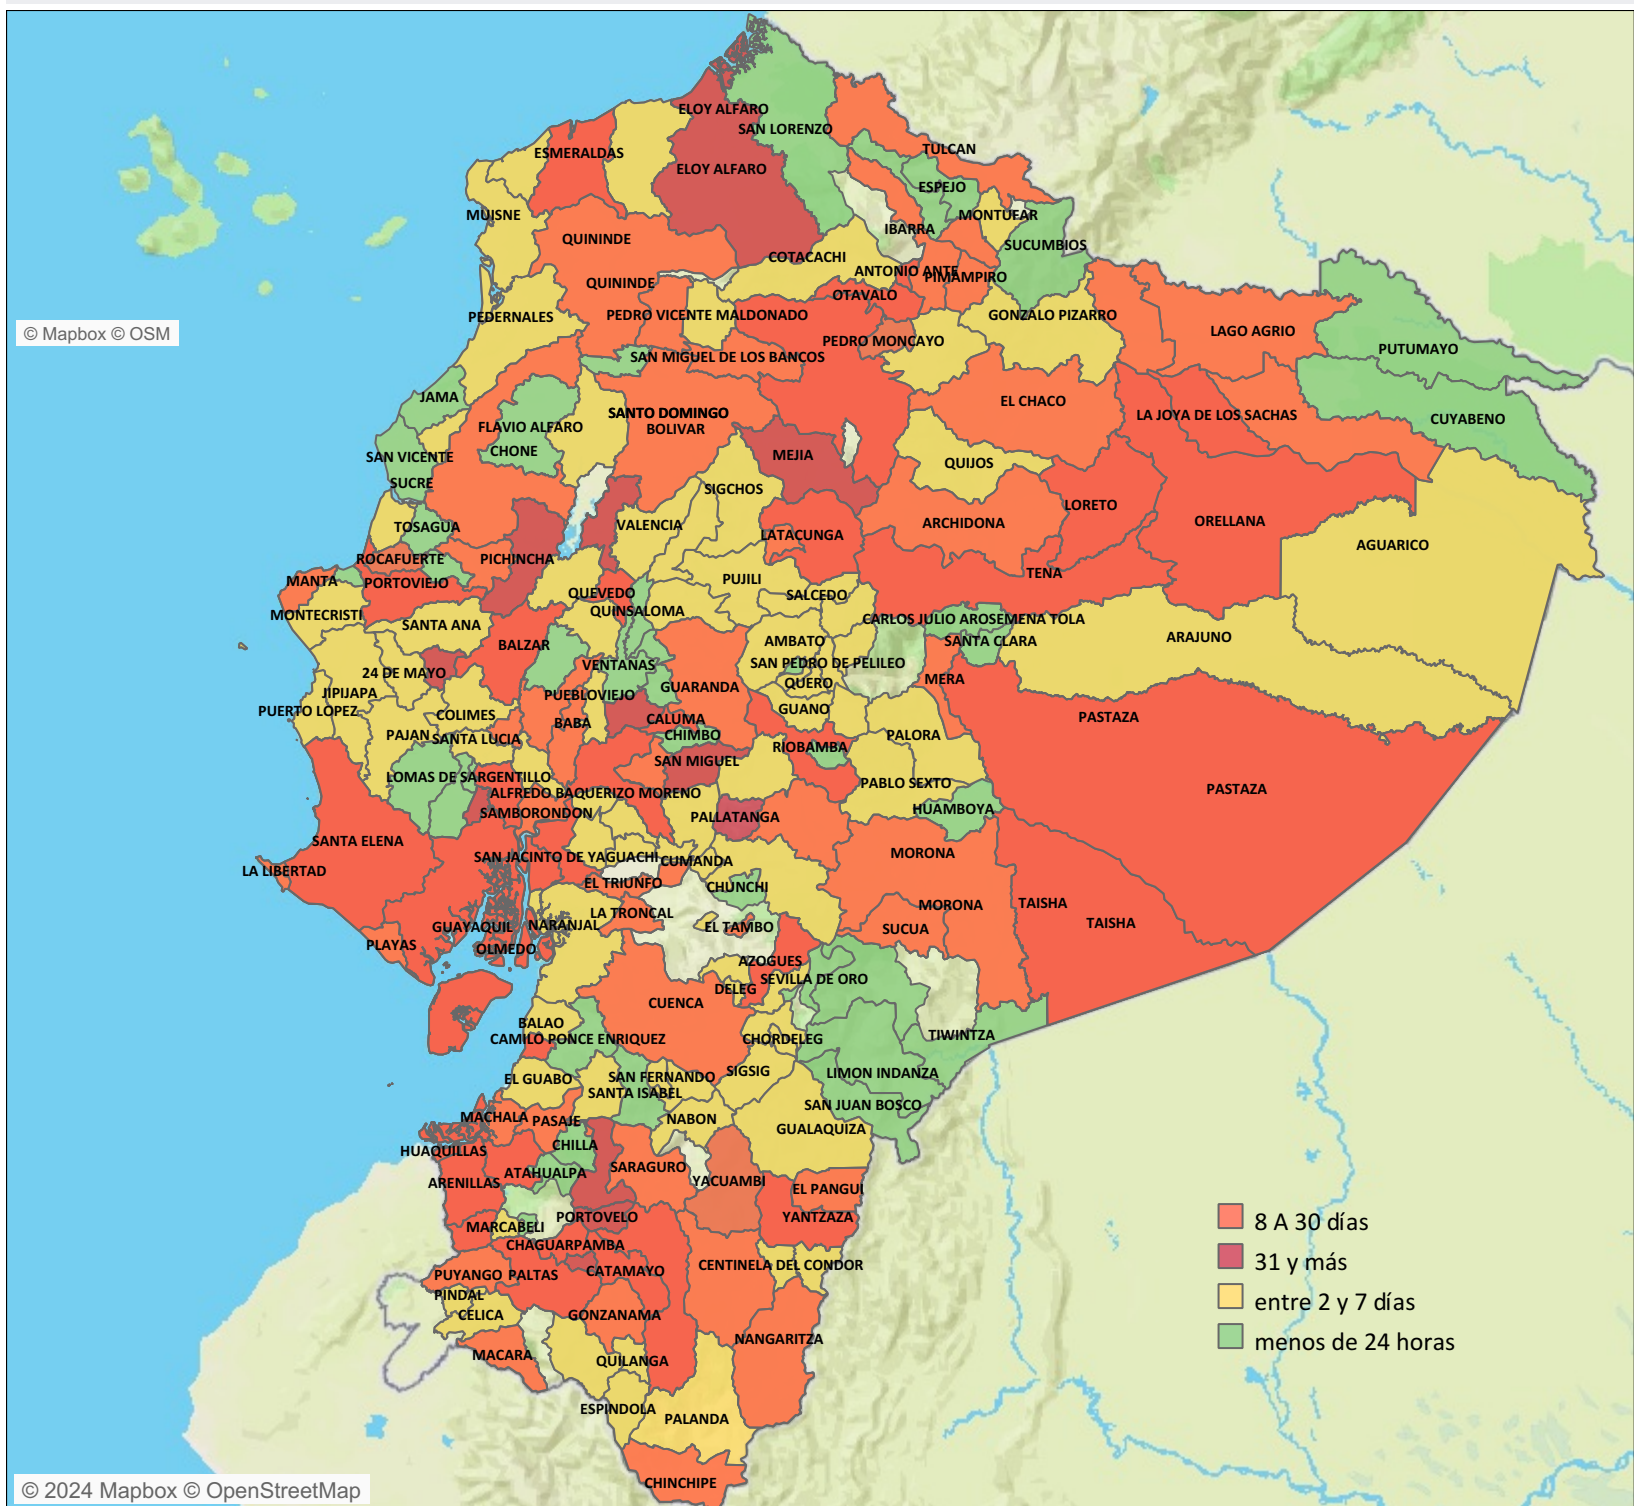 ELOY ALFARO
SAN LORENZO
ESMERALDAS
TULCAN
ELOY ALFARO
ESPEJO
MUISNE
MONTUFAR
IBARRA
QUININDE
SUCUMBIOS
COTACACHI
ANTONIO ANTE
PIMAMPIRO
QUININDE
OTAVALO
PEDERNALES
PEDRO VICENTE MALDONADO
GONZALO PIZARRO
LAGO AGRIO
© Mapbox © OSM
PEDRO MONCAYO
PUTUMAYO
SAN MIGUEL DE LOS BANCOS
JAMA
EL CHACO
SANTO DOMINGO
LA JOYA DE LOS SACHAS
CUYABENO
FLAVIO ALFARO
BOLIVAR
CHONE
SAN VICENTE
MEJIA
QUIJOS
SUCRE
SIGCHOS
LORETO
TOSAGUA
VALENCIA
ARCHIDONA
ORELLANA
LATACUNGA
AGUARICO
ROCAFUERTE
PICHINCHA
TENA
MANTA
PORTOVIEJO
PUJILI
QUEVEDO
SALCEDO
MONTECRISTI
QUINSALOMA
SANTA ANA
CARLOS JULIO AROSEMENA TOLA
BALZAR
AMBATO
SANTA CLARA
ARAJUNO
VENTANAS
SAN PEDRO DE PELILEO
24 DE MAYO
MERA
QUERO
JIPIJAPA
PUEBLOVIEJO
GUARANDA
PUERTO LOPEZ
COLIMES
GUANO
PASTAZA
BABA
CALUMA
PAJAN
SANTA LUCIA
CHIMBO
PALORA
RIOBAMBA
SAN MIGUEL
LOMAS DE SARGENTILLO
PABLO SEXTO
PASTAZA
ALFREDO BAQUERIZO MORENO
HUAMBOYA
SAMBORONDON
PALLATANGA
SANTA ELENA
SAN JACINTO DE YAGUACHI
CUMANDA
MORONA
LA LIBERTAD
EL TRIUNFO
CHUNCHI
TAISHA
MORONA
LA TRONCAL
TAISHA
GUAYAQUIL
NARANJAL
EL TAMBO
SUCUA
PLAYAS
OLMEDO
AZOGUES
SEVILLA DE ORO
DELEG
CUENCA
BALAO
TIWINTZA
CAMILO PONCE ENRIQUEZ
CHORDELEG
SIGSIG
LIMON INDANZA
EL GUABO
SAN FERNANDO
SANTA ISABEL
SAN JUAN BOSCO
MACHALA
PASAJE
NABON
GUALAQUIZA
CHILLA
HUAQUILLAS
SARAGURO
ATAHUALPA
ARENILLAS
YACUAMBI
EL PANGUI
PORTOVELO
YANTZAZA
MARCABELI
8 A 30 días
CHAGUARPAMBA
31 y más
PUYANGO
PALTAS
CATAMAYO
CENTINELA DEL CONDOR
PINDAL
entre 2 y 7 días
CELICA
GONZANAMA
NANGARITZA
menos de 24 horas
MACARA
QUILANGA
ESPINDOLA
PALANDA
CHINCHIPE
© 2024 Mapbox © OpenStreetMap